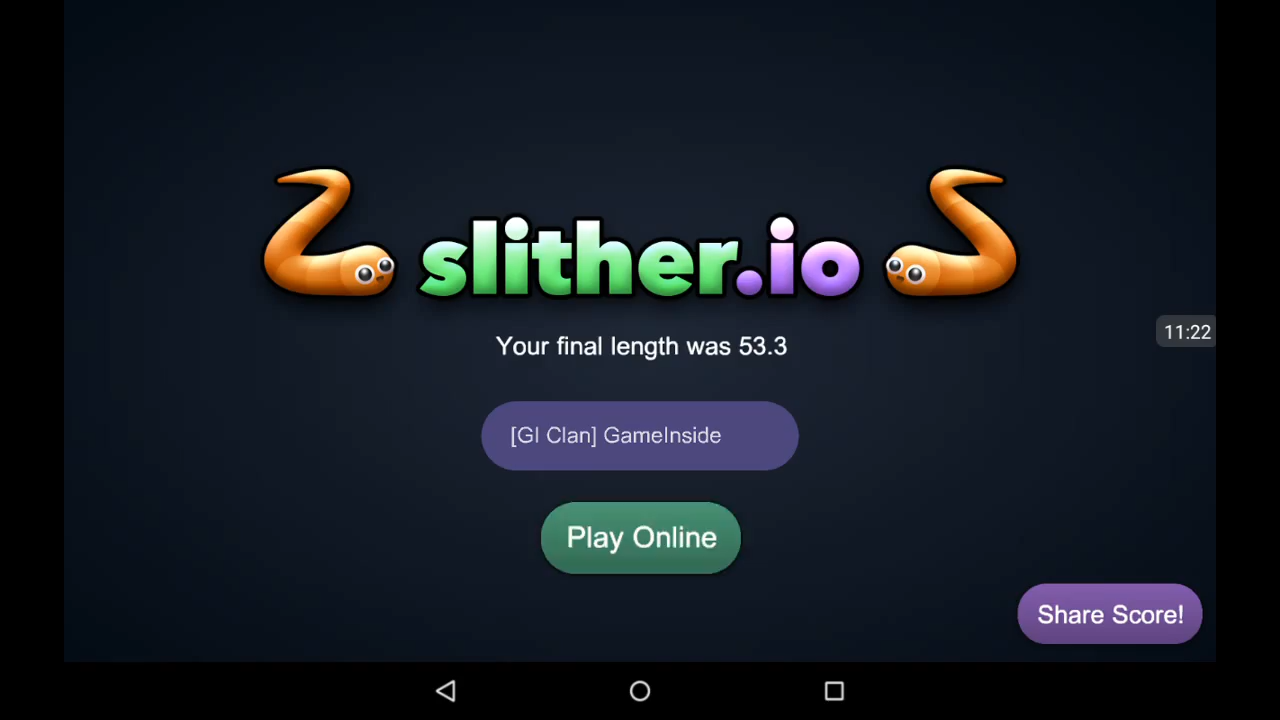 slither.io
Your final length was 53.3
11:22
[GI Clan] GameInside
Play Online
Share Score!